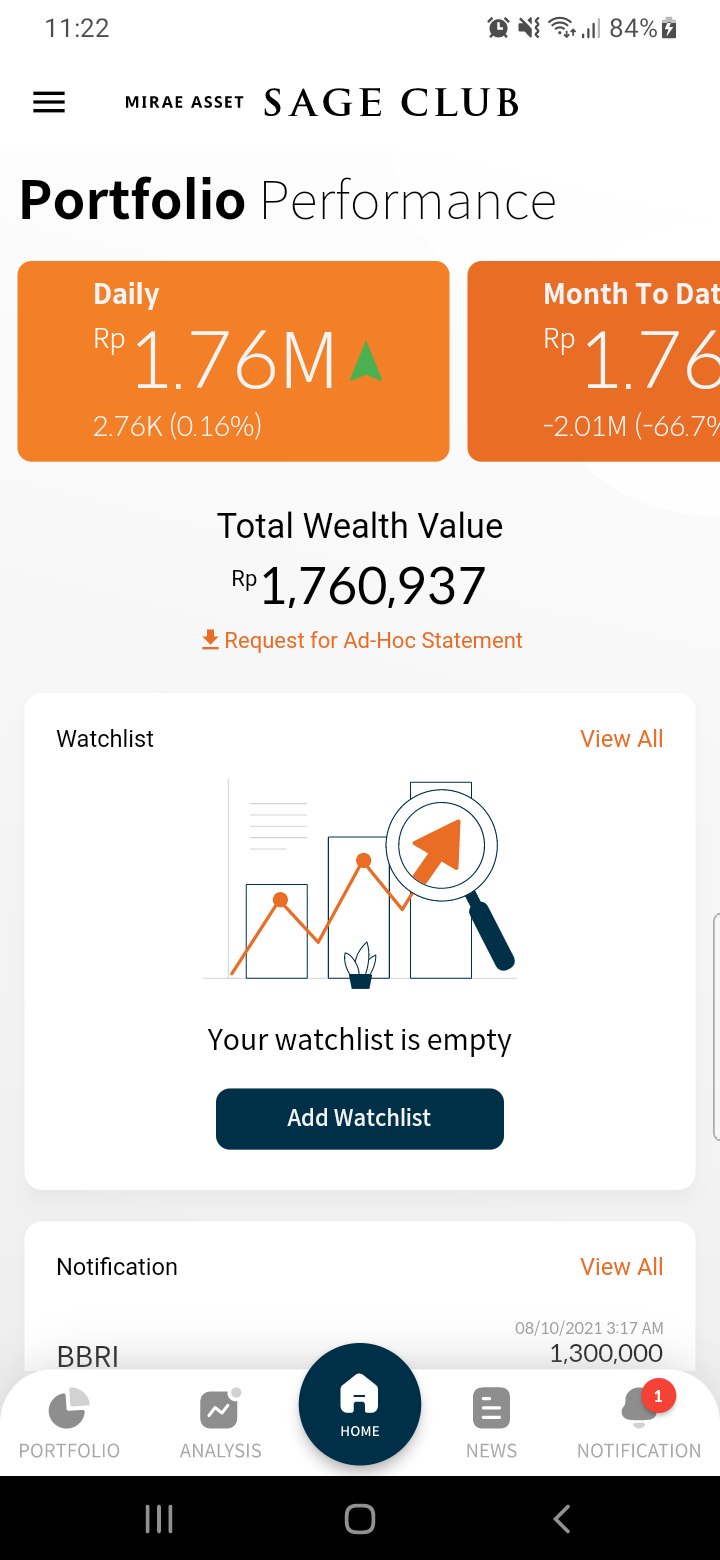 11:22 84%
MIRAE ASSET SAGE CLUB
Portfolio Performance
Daily
Rp 1.76M
2.76K (0.16%)
Month To Dat
Rp 1.76
-2.01M (-66.7%
Total Wealth Value
Rp 1,760,937
Request for Ad-Hoc Statement
Watchlist View All
Your watchlist is empty
Add Watchlist
Notification View All
08/10/2021 3:17 AM
BBRI 1,300,000
PORTFOLIO ANALYSIS HOME NEWS 1 NOTIFICATION